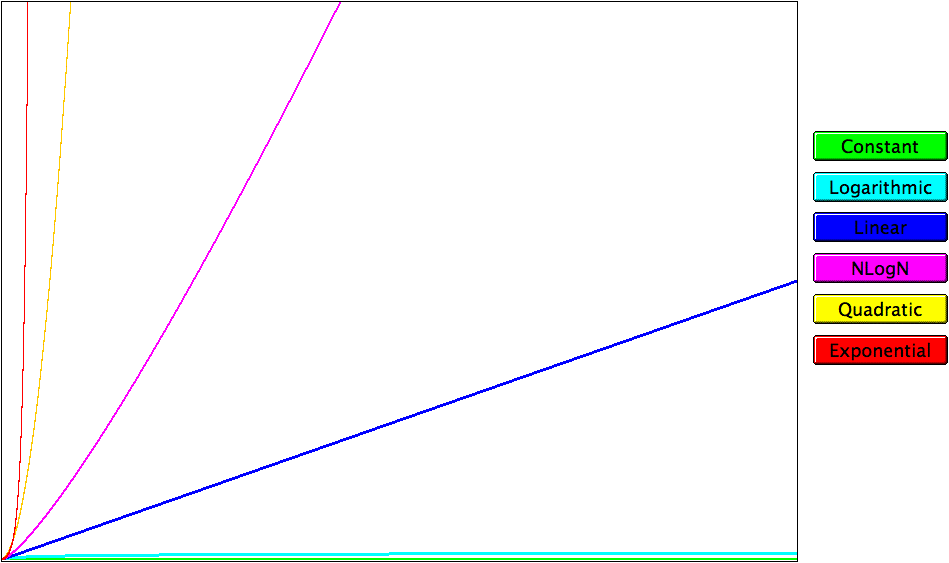 Constant
Logarithmic
Linear
NLogN
Quadratic
Exponential